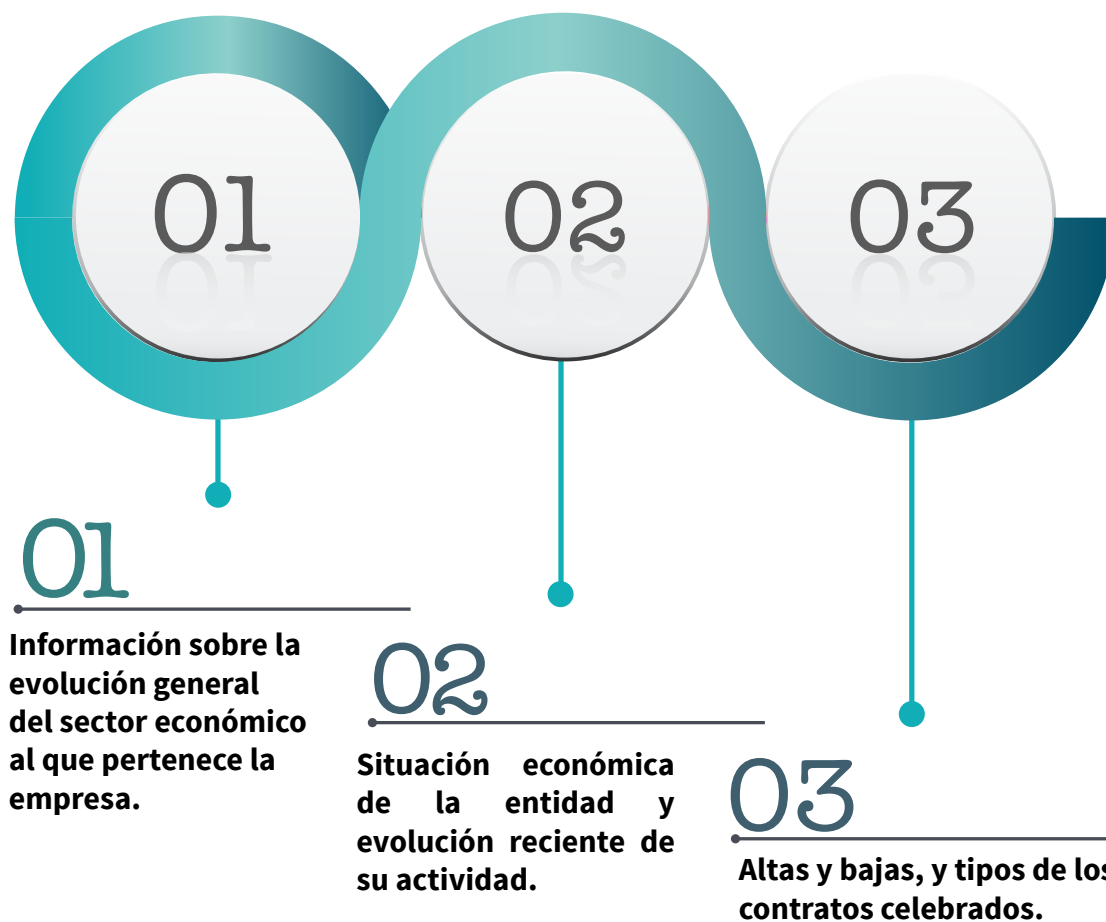 01
02
03
01
Información sobre la
evolución general
del sector económico
al que pertenece la
empresa.
02
Situación económica
de la entidad y
evolución reciente de
su actividad.
03
Altas y bajas, y tipos de los
contratos celebrados.